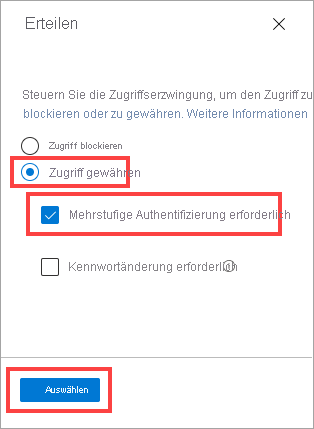 Erteilen
Steuern Sie die Zugriffserzwingung, um den Zugriff zu
blockieren oder zu gewähren. Weitere Informationen
Zugriff blockieren
Zugriff gewähren
Mehrstufige Authentifizierung erforderlich
Kennwortänderung erforderlich
Auswählen